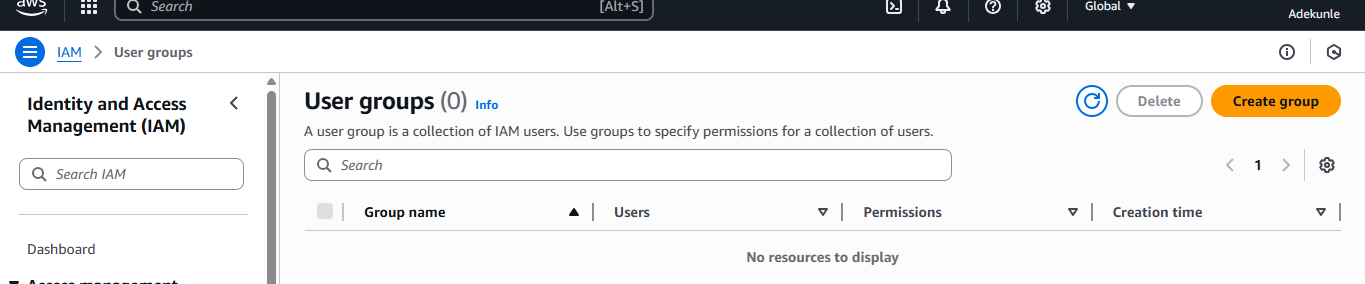 aws
Search [Alt+S] Global Adekunle
IAM User groups
Identity and Access
Management (IAM)
Search IAM
Dashboard
Access management
User groups (0) Info
Delete Create group
A user group is a collection of IAM users. Use groups to specify permissions for a collection of users.
Search
1
Group name Users Permissions Creation time
No resources to display